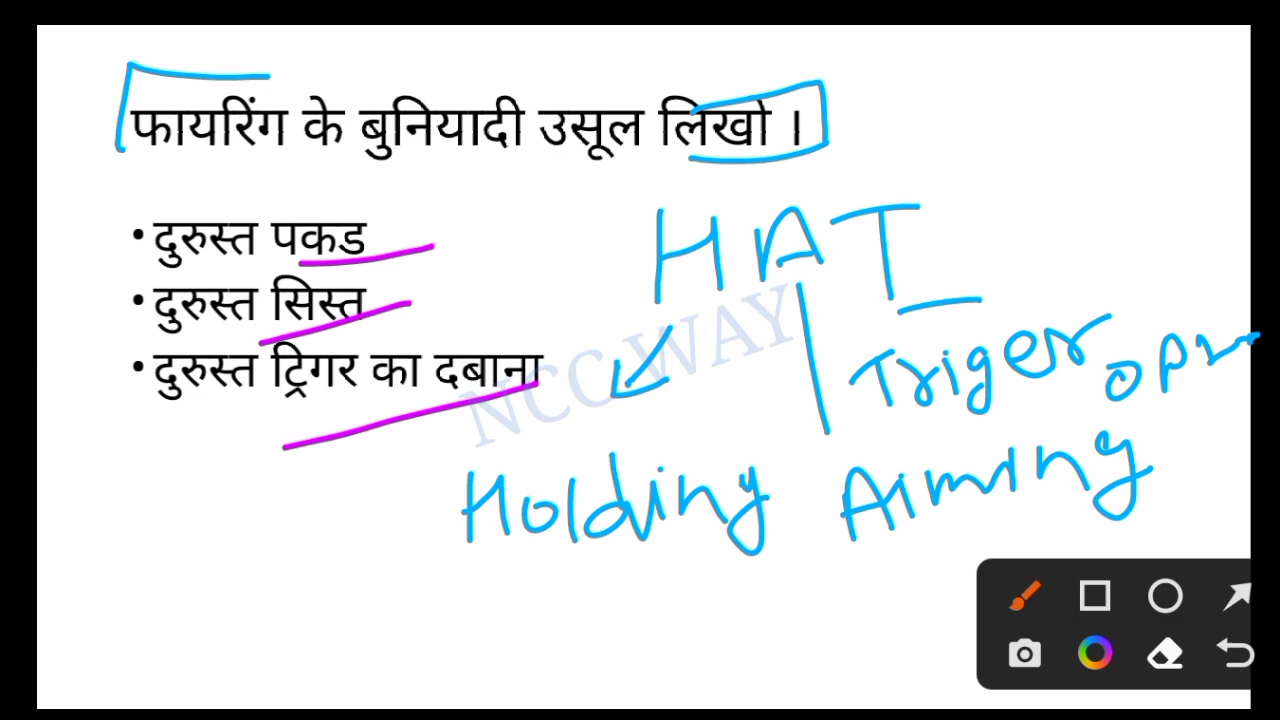 फायरिंग के बुनियादी उसूल लिखो ।
• दुरुस्त पकड
• दुरुस्त सिस्त
• दुरुस्त ट्रिगर का दबाना
HAT
NCC WAY
Triger
Holding Aiming